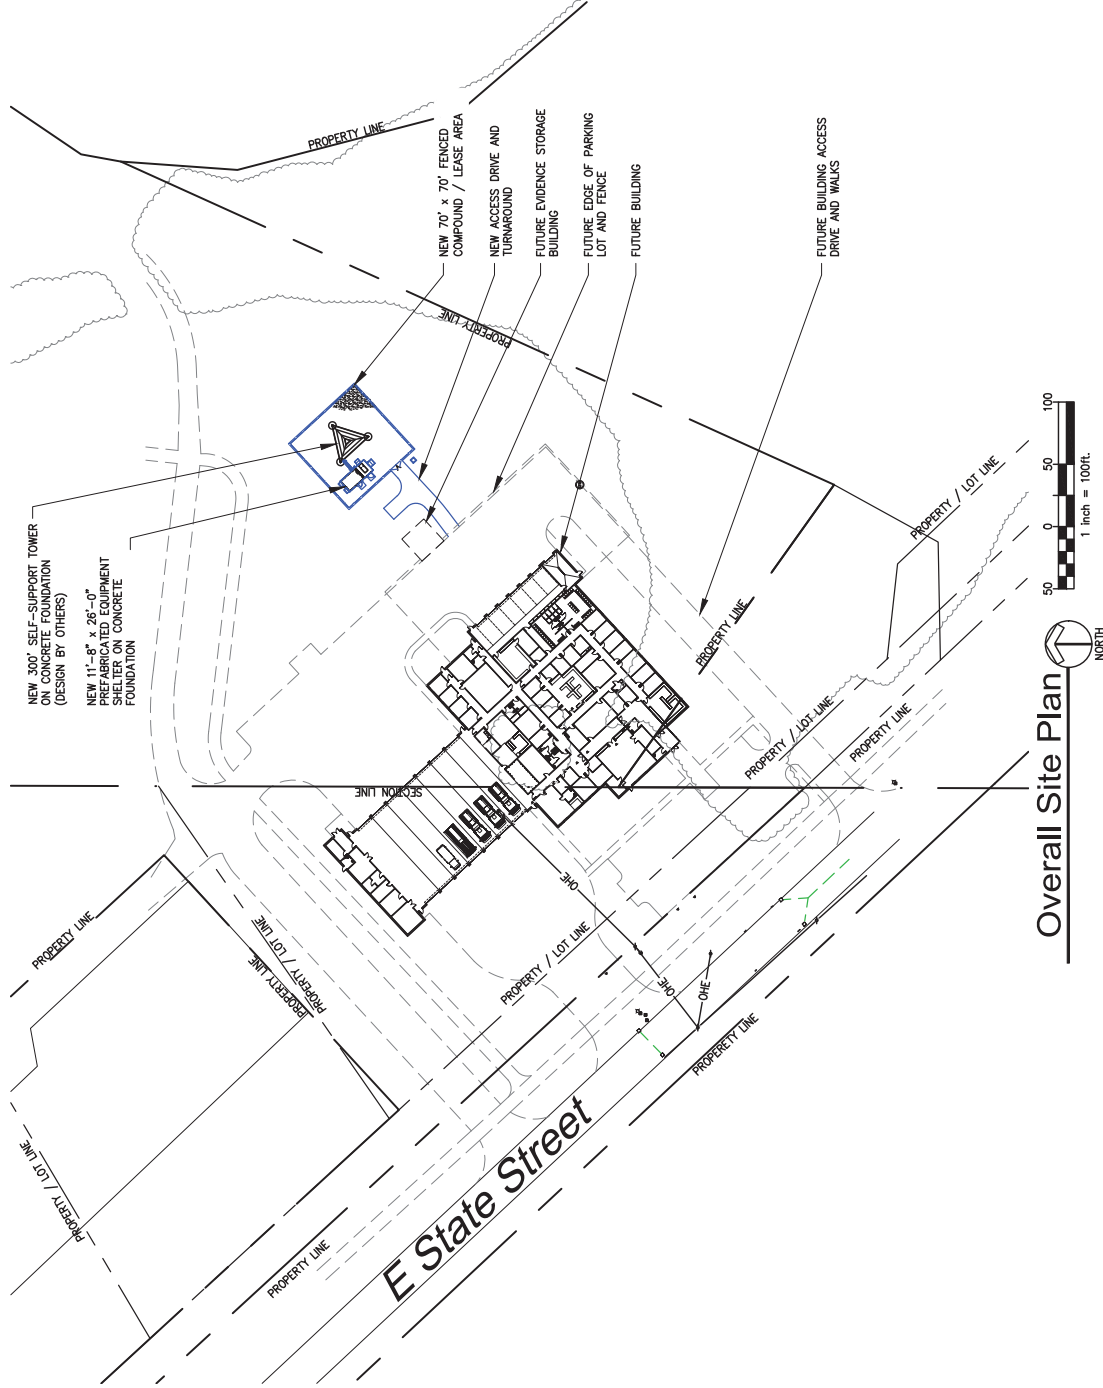 NEW 300' SELF-SUPPORT TOWER
ON CONCRETE FOUNDATION
(DESIGN BY OTHERS)
NEW 11'-8" x 26'-0"
PREFABRICATED EQUIPMENT
SHELTER ON CONCRETE
FOUNDATION
PROPERTY LINE
NEW 70' x 70' FENCED
COMPOUND / LEASE AREA
NEW ACCESS DRIVE AND
TURNAROUND
FUTURE EVIDENCE STORAGE
BUILDING
FUTURE EDGE OF PARKING
LOT AND FENCE
FUTURE BUILDING
FUTURE BUILDING ACCESS
DRIVE AND WALKS
PROPERTY LINE
PROPERTY / LOT LINE
PROPERTY LINE
PROPERTY / LOT LINE
PROPERTY LINE
SECTION LINE
OHE
OHE
OHE
PROPERTY / LOT LINE
PROPERTY LINE
PROPERTY / LOT LINE
PROPERTY LINE
PROPERTY / LOT LINE
PROPERTY LINE
PROPERETY LINE
E State Street
Overall Site Plan
NORTH
50
0
50
100
1 inch = 100ft.